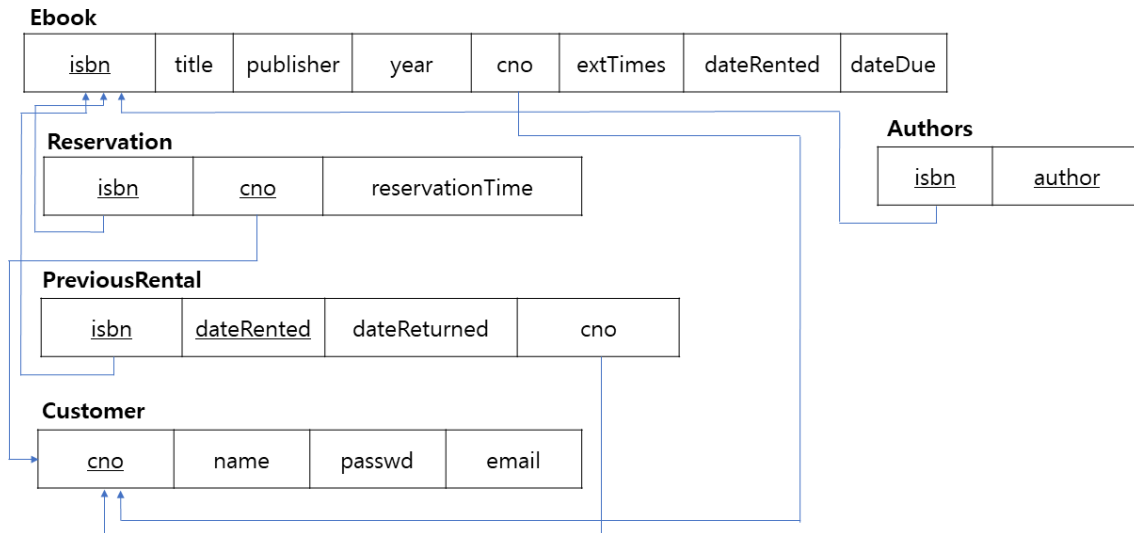 Ebook
isbn title publisher year cno extTimes dateRented dateDue
Reservation
isbn cno reservationTime
Authors
isbn author
PreviousRental
isbn dateRented dateReturned cno
Customer
cno name passwd email